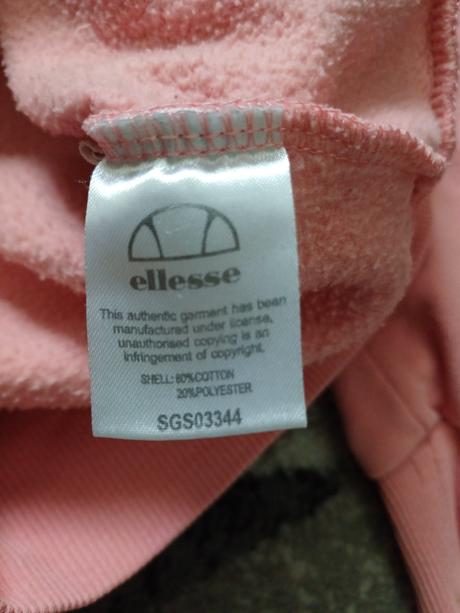 ellesse
This authentic garment has been
manufactured under license,
unauthorised copying is an
infringement of copyright.
SHELL: 80%COTTON
20%POLYESTER
SGS03344